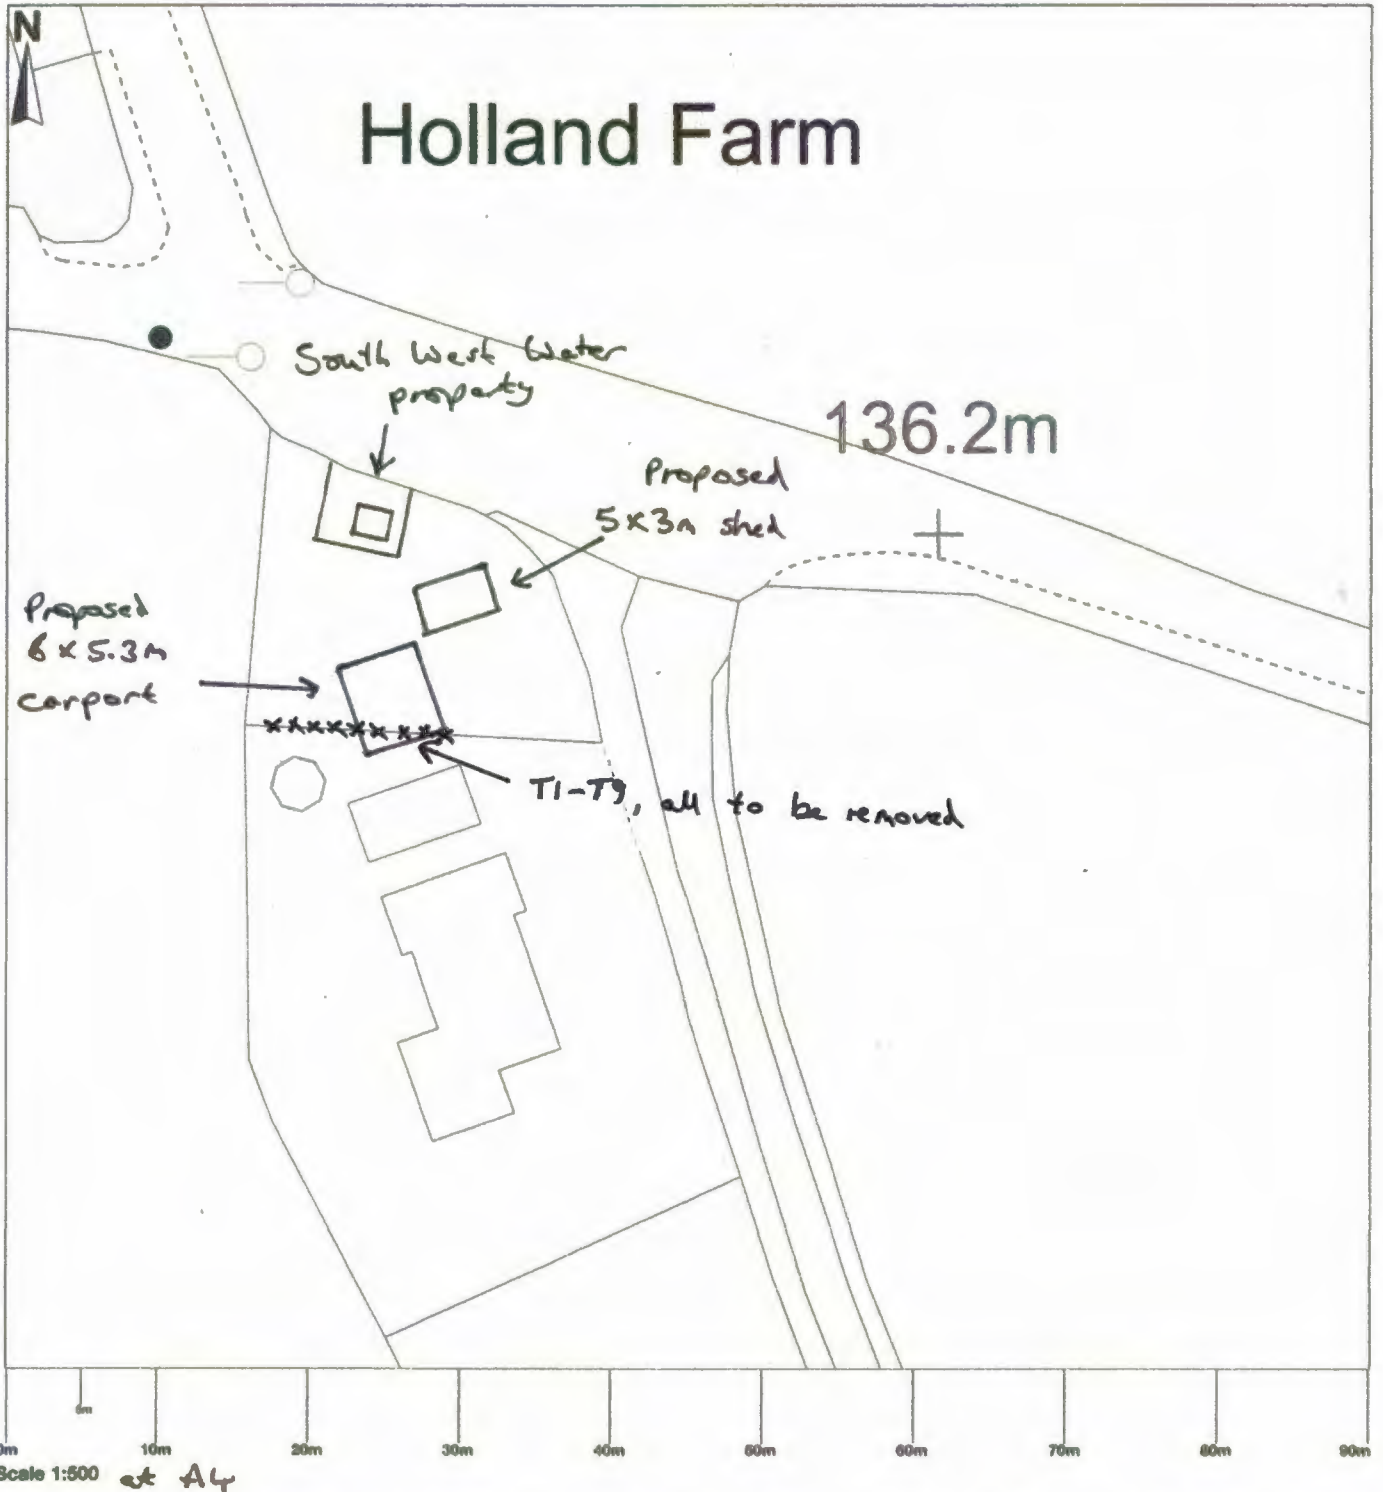 N
Holland Farm
South West Water
property
136.2m
Proposed
5x3m shed
Proposed
6 x 5.3m
carport
T1-T9, all to be removed
5m
0m 10m 20m 30m 40m 50m 60m 70m 80m 90m
Scale 1:500 at A4